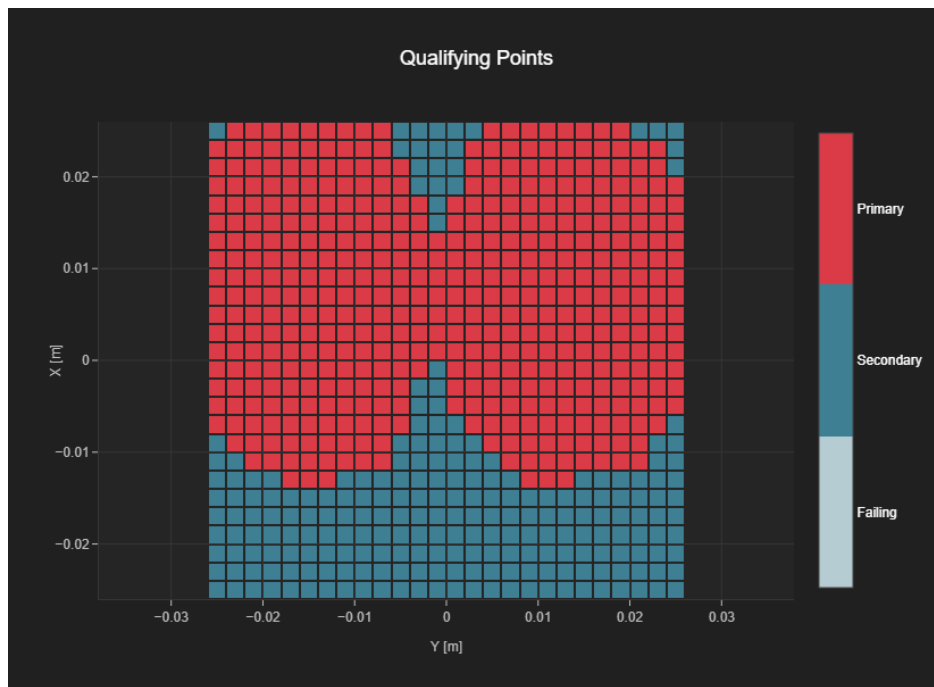 Qualifying Points
0.02
0.01
0
−0.01
−0.02
X [m]
−0.03
−0.02
−0.01
0
0.01
0.02
0.03
Y [m]
Primary
Secondary
Failing